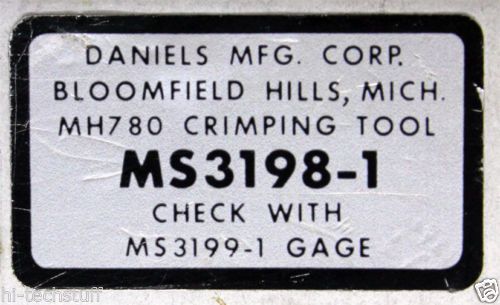 DANIELS MFG. CORP.
BLOOMFIELD HILLS, MICH.
MH780 CRIMPING TOOL
MS3198-1
CHECK WITH
MS3199-1 GAGE
hi-techstuff